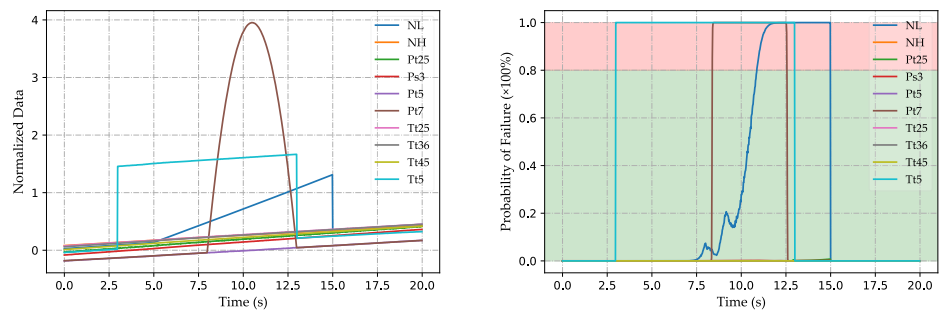 4
3
2
1
0
Normalized Data
0.0 2.5 5.0 7.5 10.0 12.5 15.0 17.5 20.0
Time (s)
NL
NH
Pt25
Ps3
Pt5
Pt7
Tt25
Tt36
Tt45
Tt5
1.0
0.8
0.6
0.4
0.2
0.0
Probability of Failure (×100%)
0.0 2.5 5.0 7.5 10.0 12.5 15.0 17.5 20.0
Time (s)
NL
NH
Pt25
Ps3
Pt5
Pt7
Tt25
Tt36
Tt45
Tt5